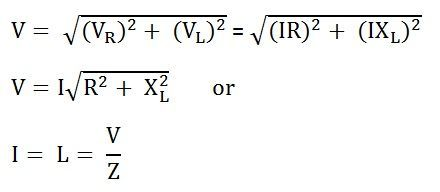 V = √(V_R)² + (V_L)² = √(IR)² + (IX_L)²
V = I√R² + X_L² or
I = L = V/Z